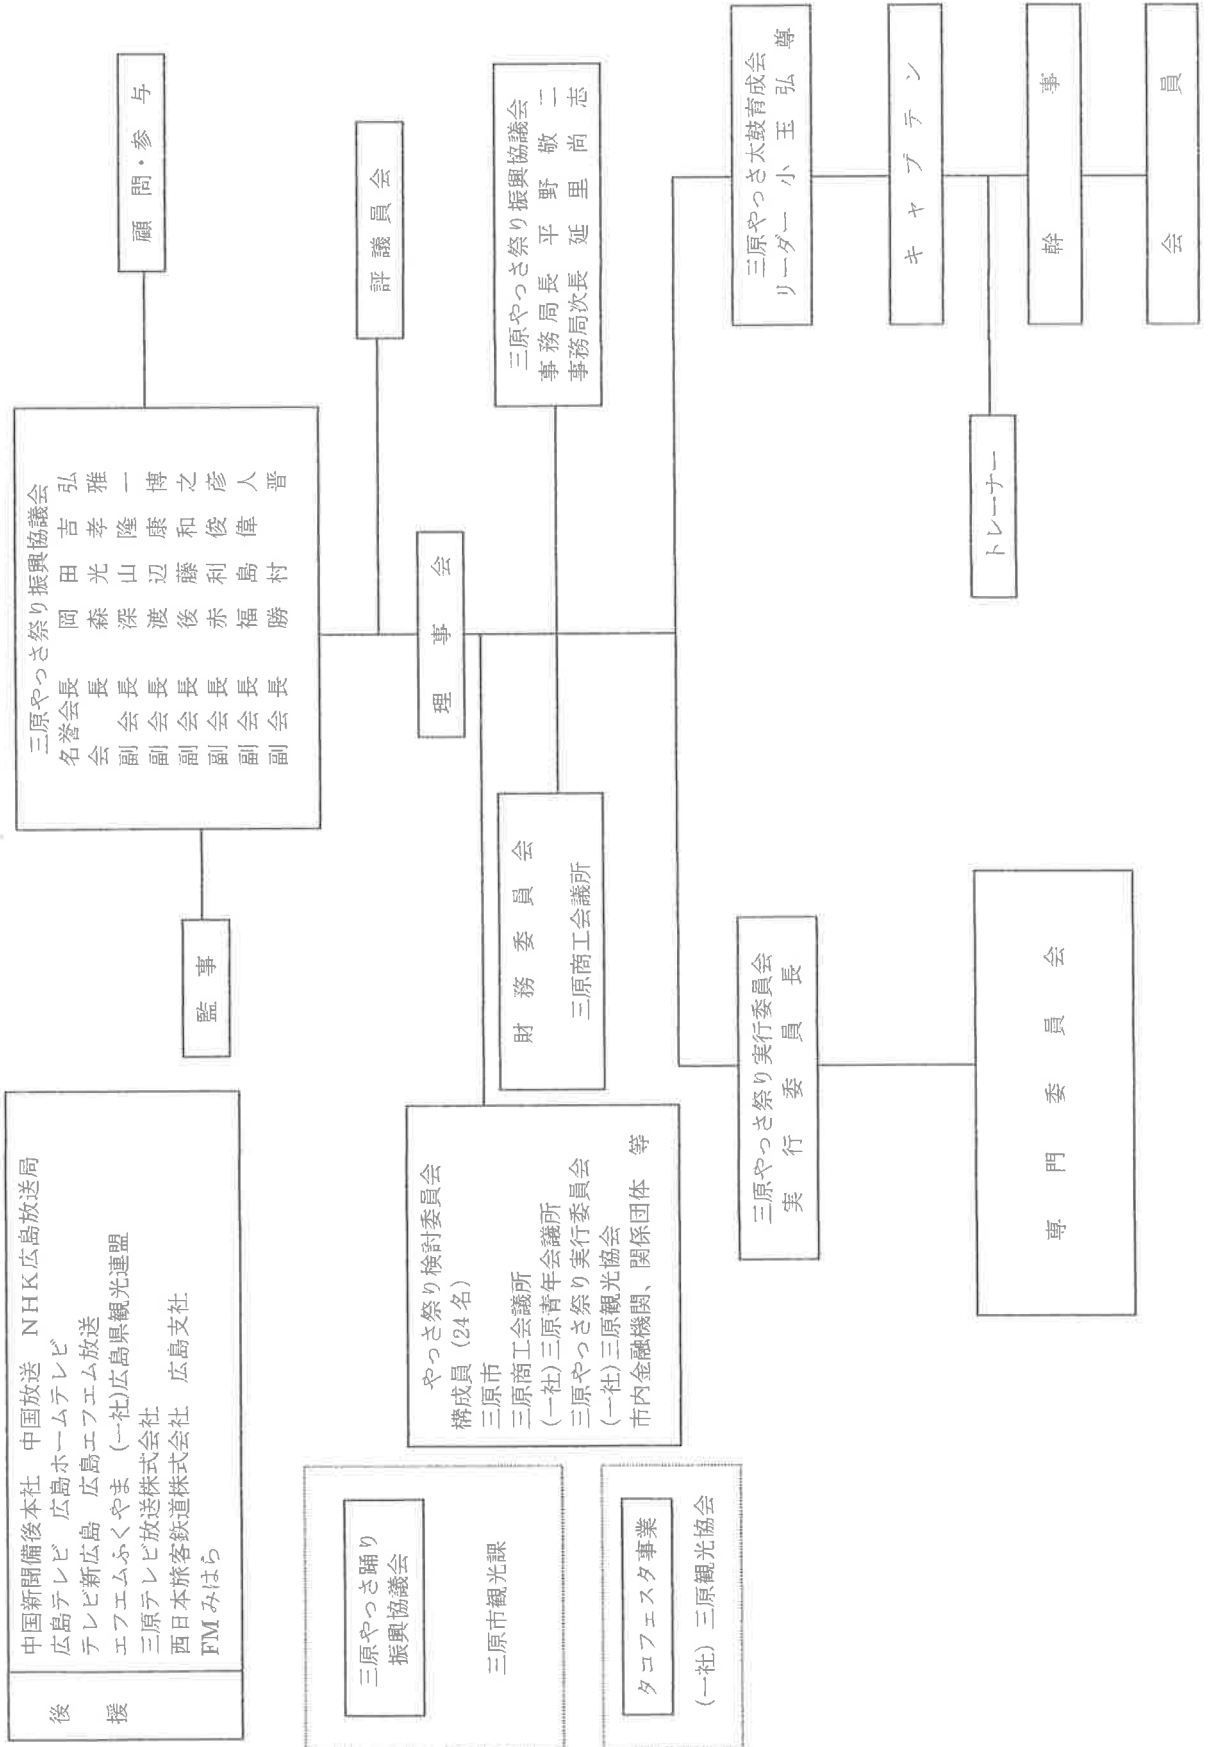 後援
中国新聞備後本社　中国放送　NHK広島放送局
広島テレビ　広島ホームテレビ
テレビ新広島　広島エフエム放送
エフエムふくやま　(一社)広島県観光連盟
三原テレビ放送株式会社
西日本旅客鉄道株式会社　広島支社
FMみはら
三原やっさ祭り振興協議会
名誉会長　岡田吉弘
会長　森光孝雅
副会長　深山隆一
副会長　渡辺康博
副会長　後藤和之
副会長　赤利俊彦
副会長　福島偉人
副会長　勝村晋
顧問・参与
監事
評議員会
理事会
やっさ祭り検討委員会
構成員（24名）
三原市
三原商工会議所
(一社)三原青年会議所
三原やっさ祭り実行委員会
(一社)三原観光協会
市内金融機関、関係団体　等
財務委員会
三原商工会議所
三原やっさ祭り振興協議会
事務局長　平野敬二
事務局次長　延里尚志
三原やっさ踊り
振興協議会
三原市観光課
タコフェスタ事業
(一社)三原観光協会
三原やっさ祭り実行委員会
実行委員長
専門委員会
三原やっさ太鼓育成会
リーダー　小玉弘尊
キャプテン
トレーナー
幹事
会員